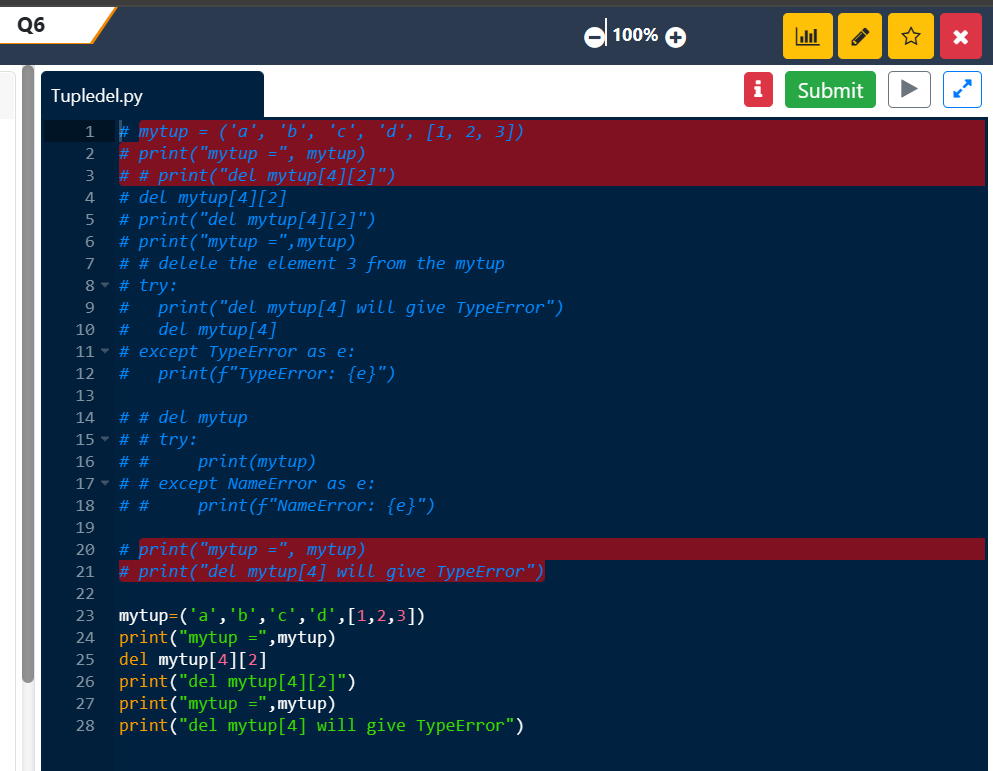 Q6
100%
Tupledel.py
Submit
1 # mytup = ('a', 'b', 'c', 'd', [1, 2, 3])
2 # print("mytup =", mytup)
3 # # print("del mytup[4][2]")
4 # del mytup[4][2]
5 # print("del mytup[4][2]")
6 # print("mytup =",mytup)
7 # # delele the element 3 from the mytup
8 # try:
9 #   print("del mytup[4] will give TypeError")
10 #   del mytup[4]
11 # except TypeError as e:
12 #   print(f"TypeError: {e}")
13
14 # # del mytup
15 # # try:
16 # #     print(mytup)
17 # # except NameError as e:
18 # #     print(f"NameError: {e}")
19
20 # print("mytup =", mytup)
21 # print("del mytup[4] will give TypeError")
22
23 mytup=('a','b','c','d',[1,2,3])
24 print("mytup =",mytup)
25 del mytup[4][2]
26 print("del mytup[4][2]")
27 print("mytup =",mytup)
28 print("del mytup[4] will give TypeError")